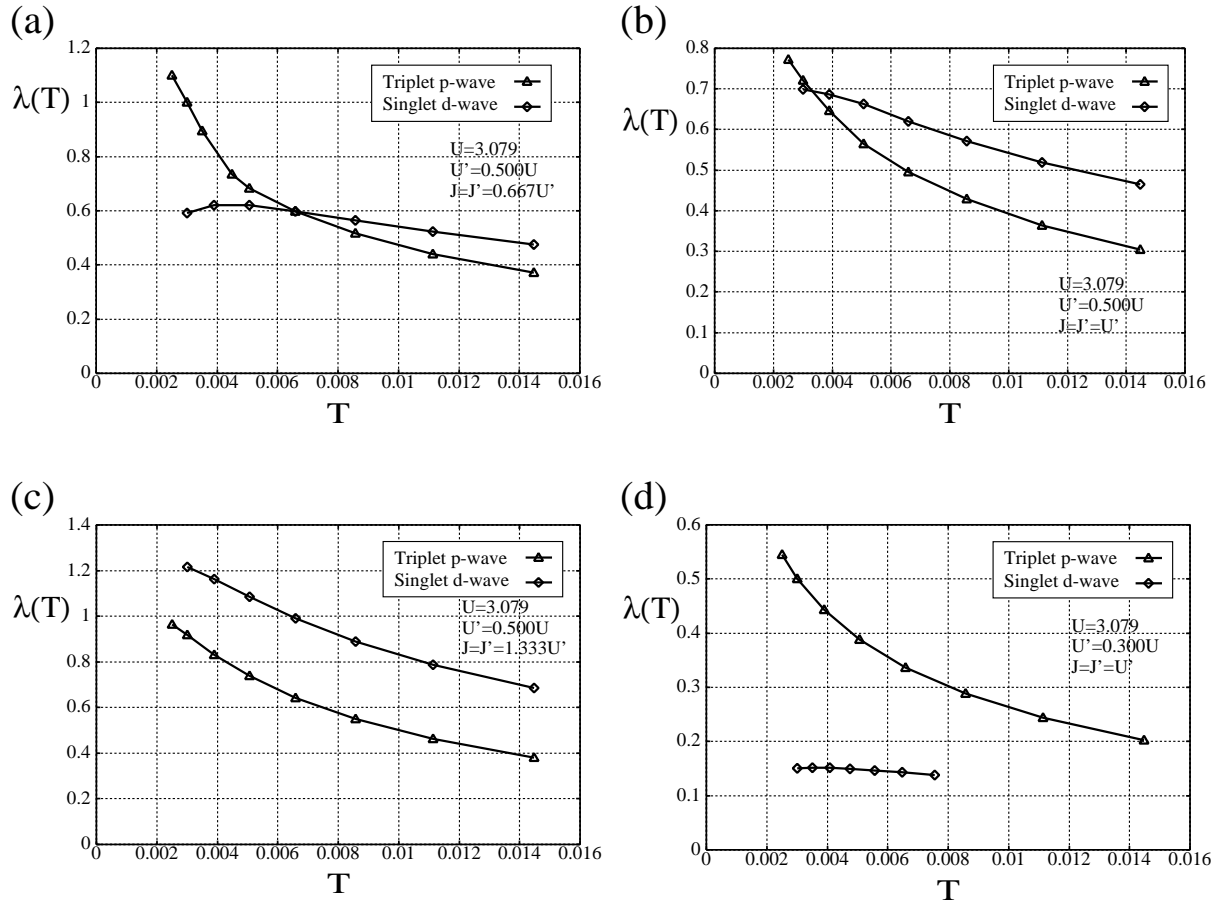 (a)
1.2
1
0.8
0.6
0.4
0.2
0
λ(T)
Triplet p-wave
Singlet d-wave
U=3.079
U’=0.500U
J=J’=0.667U’
0 0.002 0.004 0.006 0.008 0.01 0.012 0.014 0.016
T
(b)
0.8
0.7
0.6
0.5
0.4
0.3
0.2
0.1
0
λ(T)
Triplet p-wave
Singlet d-wave
U=3.079
U’=0.500U
J=J’=U’
0 0.002 0.004 0.006 0.008 0.01 0.012 0.014 0.016
T
(c)
1.4
1.2
1
0.8
0.6
0.4
0.2
0
λ(T)
Triplet p-wave
Singlet d-wave
U=3.079
U’=0.500U
J=J’=1.333U’
0 0.002 0.004 0.006 0.008 0.01 0.012 0.014 0.016
T
(d)
0.6
0.5
0.4
0.3
0.2
0.1
0
λ(T)
Triplet p-wave
Singlet d-wave
U=3.079
U’=0.300U
J=J’=U’
0 0.002 0.004 0.006 0.008 0.01 0.012 0.014 0.016
T